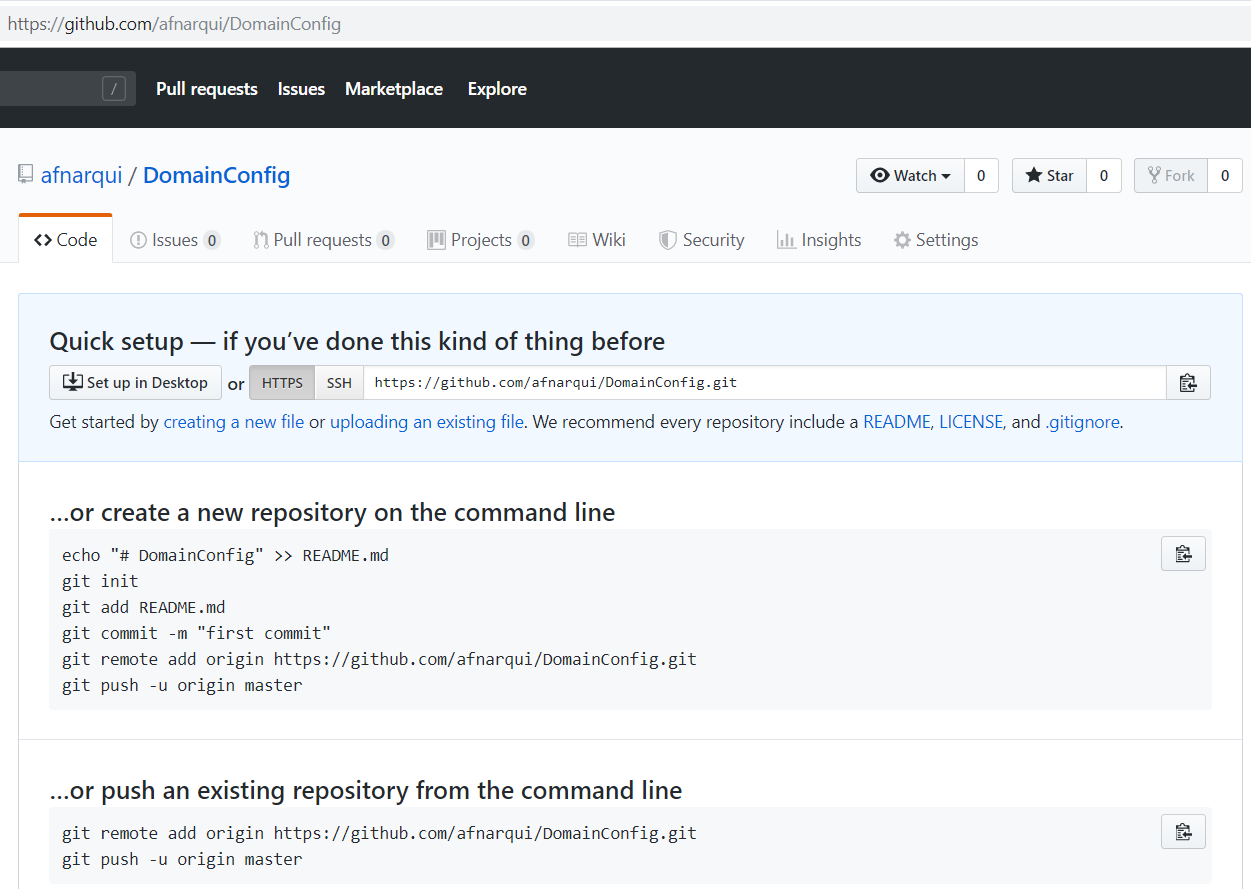 https://github.com/afnarqui/DomainConfig
/ Pull requests Issues Marketplace Explore
afnarqui / DomainConfig Watch 0 Star 0 Fork 0
<> Code Issues 0 Pull requests 0 Projects 0 Wiki Security Insights Settings
Quick setup — if you’ve done this kind of thing before
Set up in Desktop or HTTPS SSH https://github.com/afnarqui/DomainConfig.git
Get started by creating a new file or uploading an existing file. We recommend every repository include a README, LICENSE, and .gitignore.
…or create a new repository on the command line
echo "# DomainConfig" >> README.md
git init
git add README.md
git commit -m "first commit"
git remote add origin https://github.com/afnarqui/DomainConfig.git
git push -u origin master
…or push an existing repository from the command line
git remote add origin https://github.com/afnarqui/DomainConfig.git
git push -u origin master